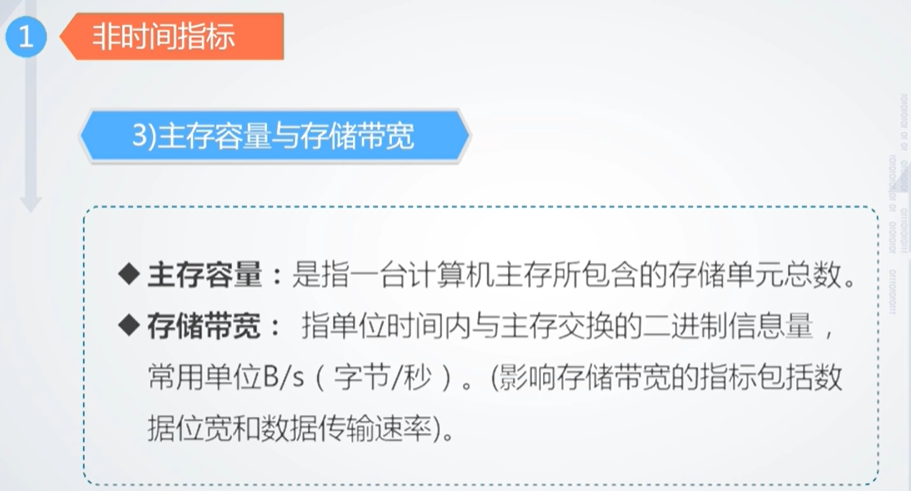 1
非时间指标
3)主存容量与存储带宽
◆ 主存容量：是指一台计算机主存所包含的存储单元总数。
◆ 存储带宽： 指单位时间内与主存交换的二进制信息量，
常用单位B/s（字节/秒）。(影响存储带宽的指标包括数
据位宽和数据传输速率)。